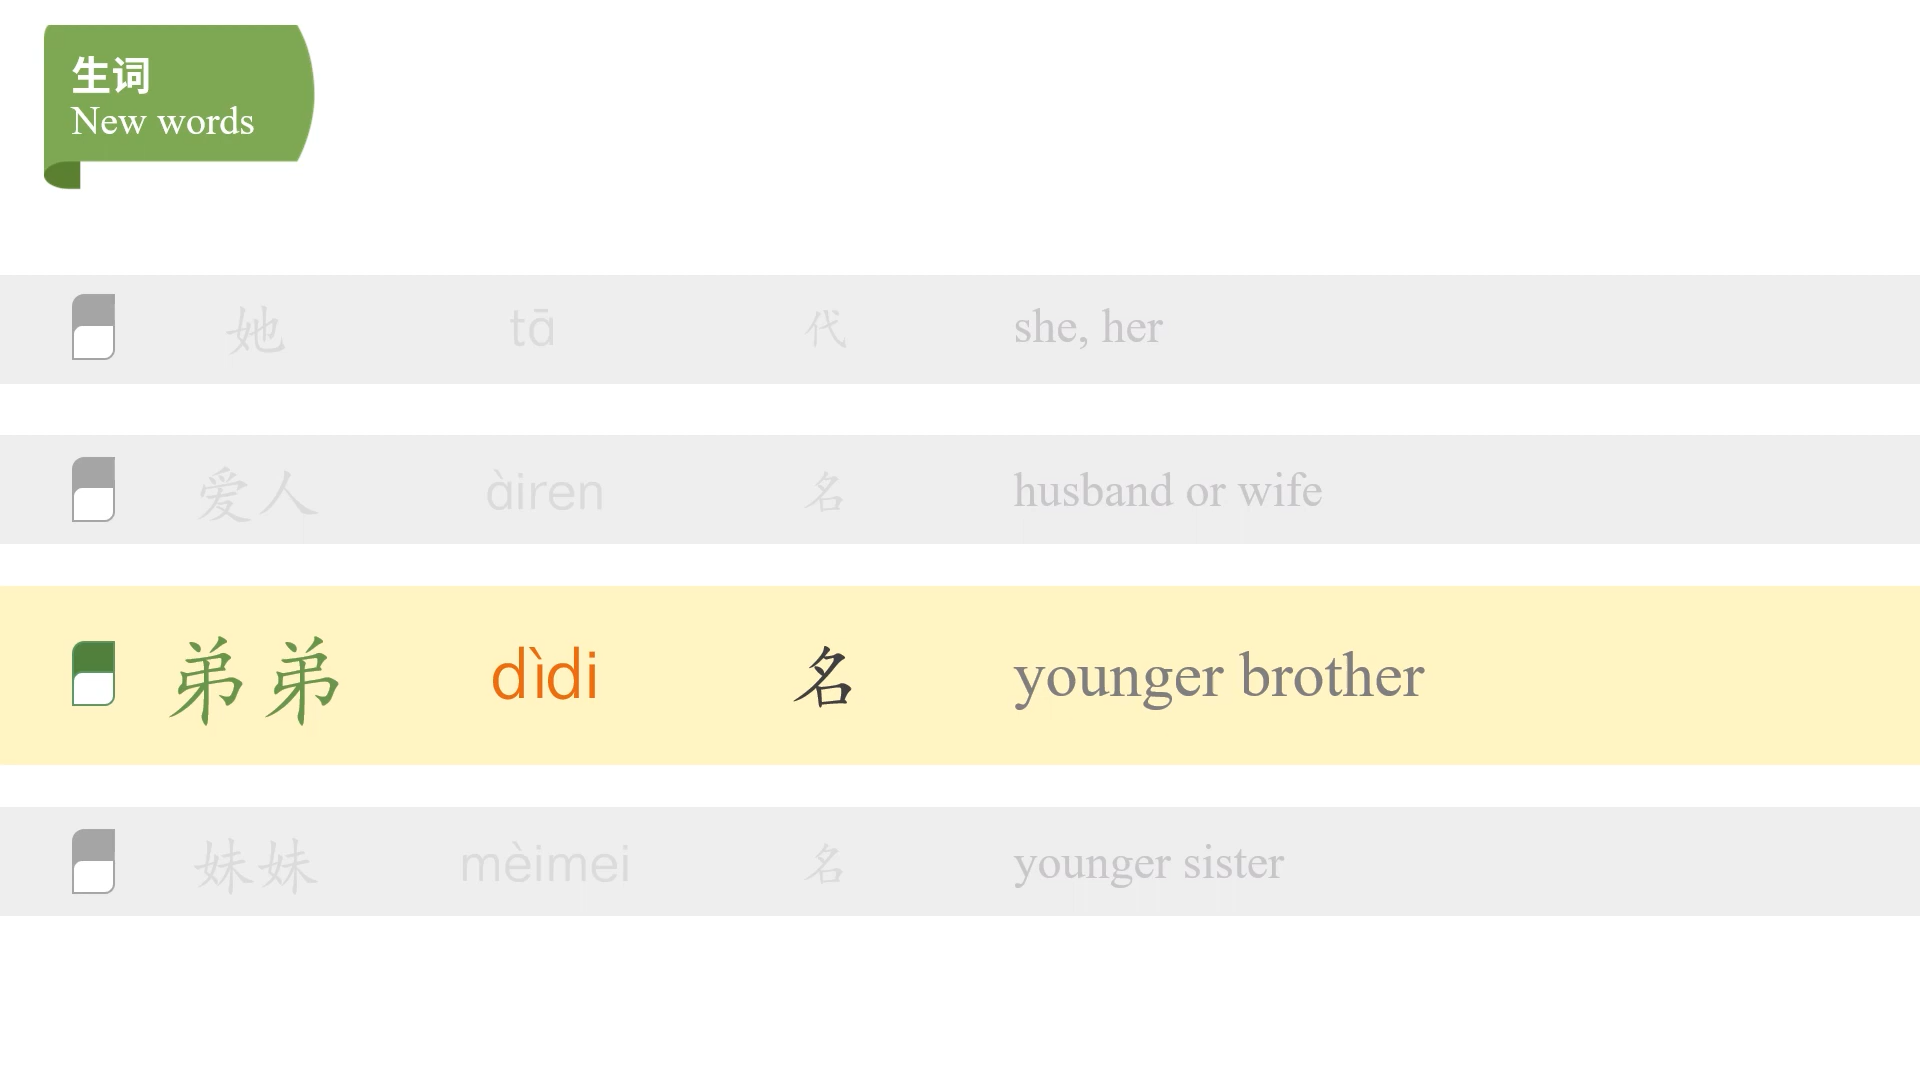 生词
New words
她 tā 代 she, her
爱人 àiren 名 husband or wife
弟弟 dìdi 名 younger brother
妹妹 mèimei 名 younger sister